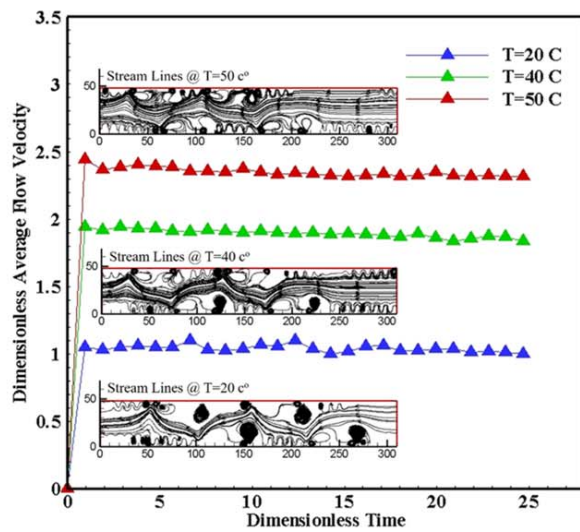 3.5
3
2.5
2
1.5
1
0.5
0
Dimensionless Average Flow Velocity
T=20 C
T=40 C
T=50 C
Stream Lines @ T=50 cº
50
0
0 50 100 150 200 250 300
Stream Lines @ T=40 cº
50
0
0 50 100 150 200 250 300
Stream Lines @ T=20 cº
50
0
0 50 100 150 200 250 300
0 5 10 15 20 25
Dimensionless Time